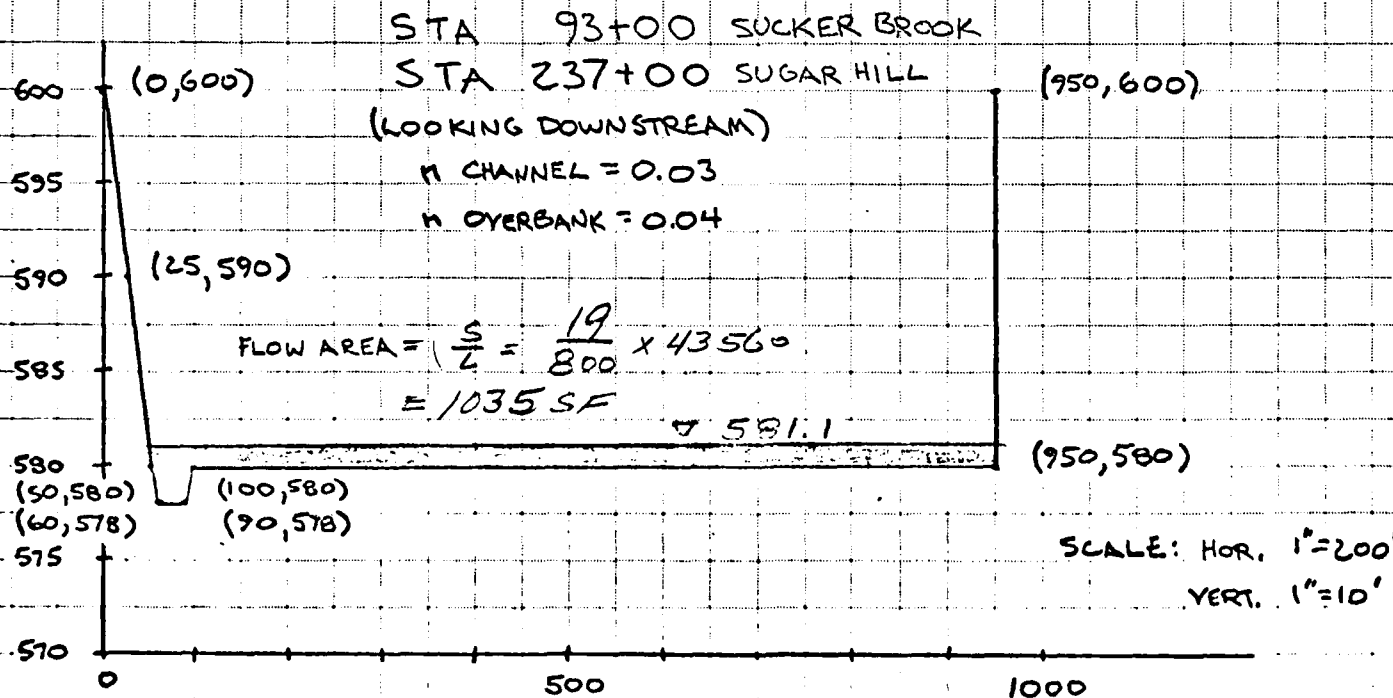 STA 93+00 SUCKER BROOK
STA 237+00 SUGAR HILL
(LOOKING DOWNSTREAM)
n CHANNEL = 0.03
n OVERBANK = 0.04
600
(0,600)
(950,600)
595
590
(25,590)
FLOW AREA = S/L = 19/800 x 43560
= 1035 SF
585
▽ 581.1
580
(950,580)
(50,580)
(100,580)
(60,578)
(90,578)
575
SCALE: HOR. 1"=200'
VERT. 1"=10'
570
0
500
1000